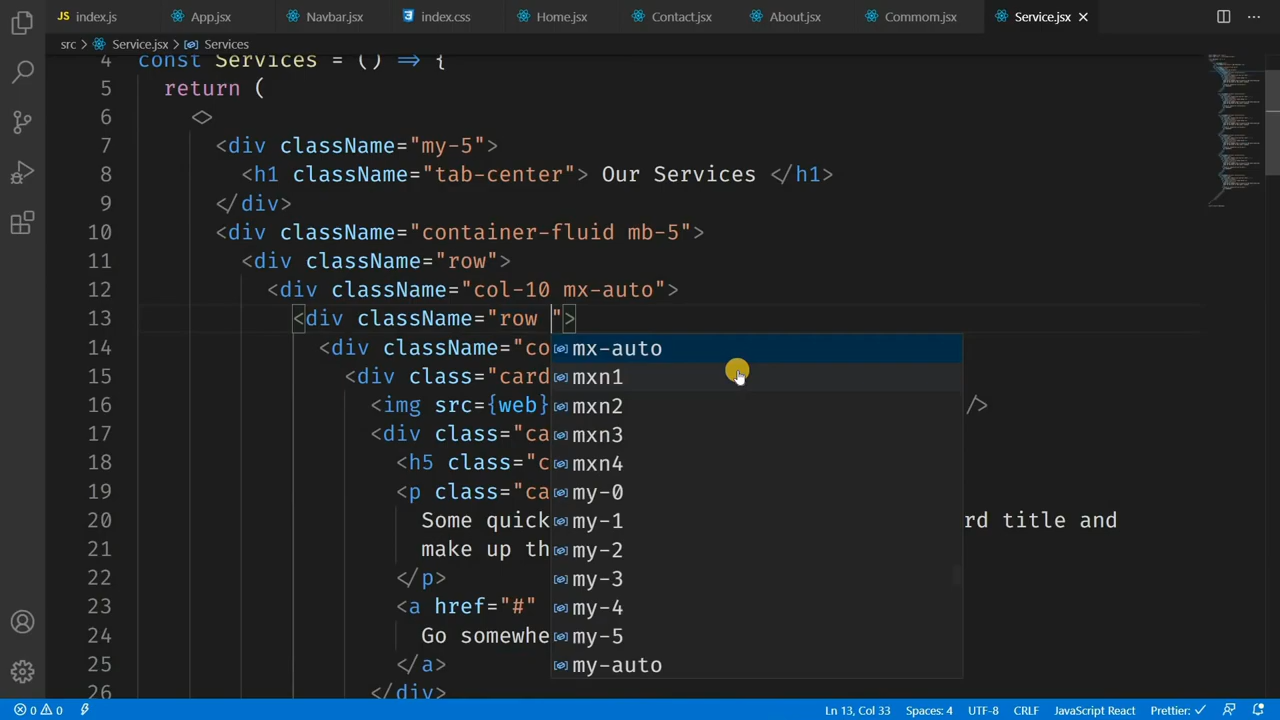 JS index.js App.jsx Navbar.jsx index.css Home.jsx Contact.jsx About.jsx Commom.jsx Service.jsx
src > Service.jsx > Services
4 const Services = () => {
5 return (
6 <>
7 <div className="my-5">
8 <h1 className="tab-center"> Our Services </h1>
9 </div>
10 <div className="container-fluid mb-5">
11 <div className="row">
12 <div className="col-10 mx-auto">
13 <div className="row ">
14 <div className="co mx-auto
15 <div class="card mxn1
16 <img src={web} mxn2 />
17 <div class="ca mxn3
18 <h5 class="c mxn4
19 <p class="ca my-0
20 Some quick my-1 rd title and
21 make up th my-2
22 </p> my-3
23 <a href="#" my-4
24 Go somewhe my-5
25 </a> my-auto
26 </div>
0 0 Ln 13, Col 33 Spaces: 4 UTF-8 CRLF JavaScript React Prettier: ✓